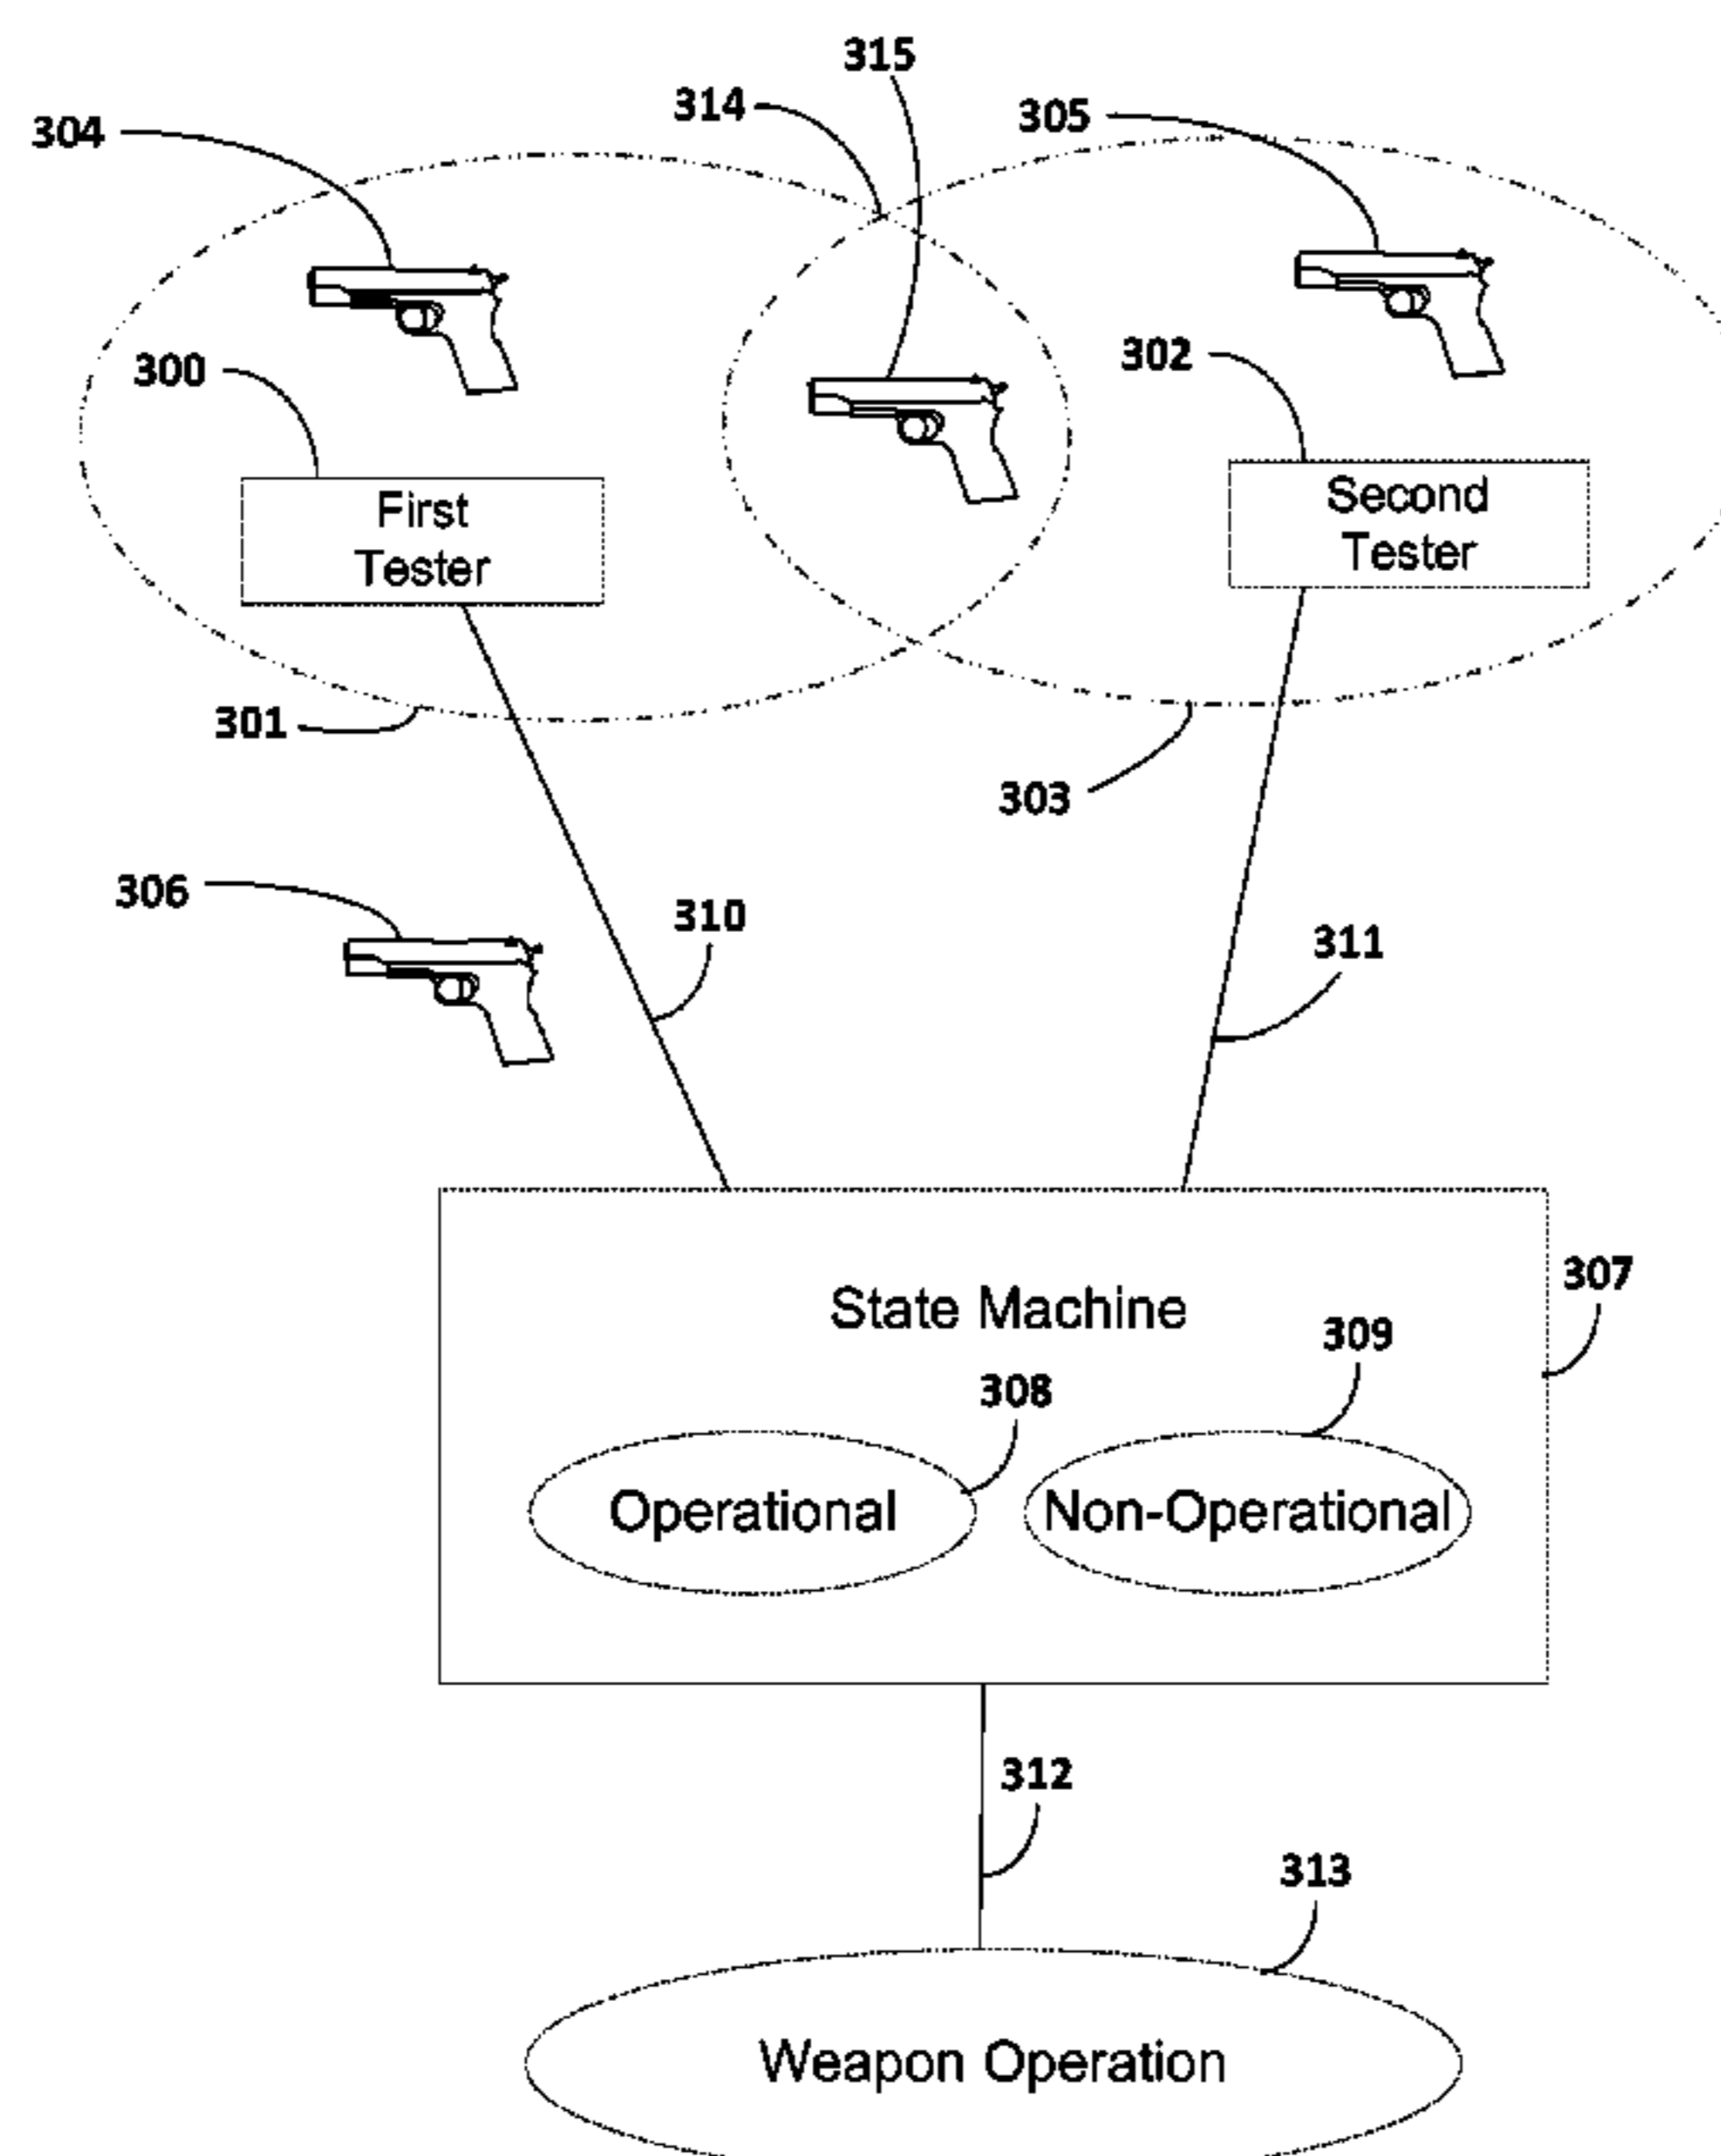 315
314
305
304
302
300
First
Tester
Second
Tester
301
303
306
310
311
307
State Machine
309
308
Operational
Non-Operational
312
313
Weapon Operation